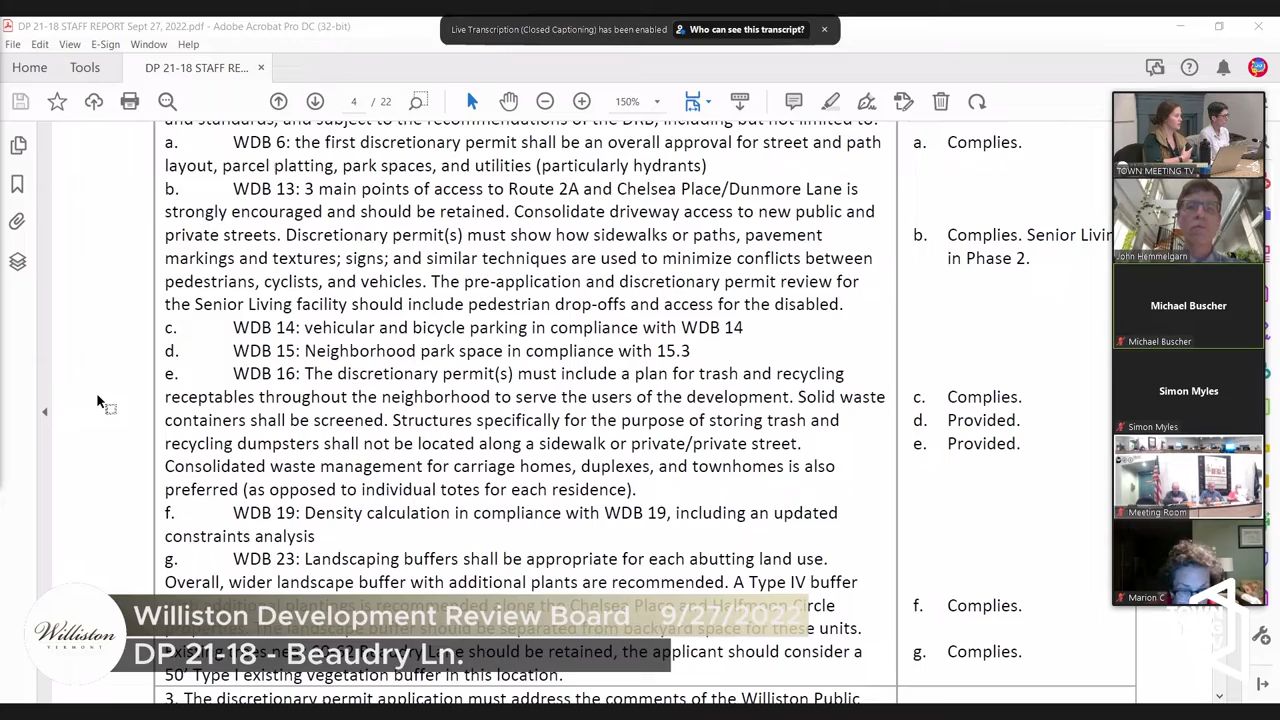 DP 21-18 STAFF REPORT Sept 27, 2022.pdf - Adobe Acrobat Pro DC (32-bit)
Live Transcription (Closed Captioning) has been enabled
Who can see this transcript?
File Edit View E-Sign Window Help
Home Tools DP 21-18 STAFF RE...
4 / 22 150%
and standards, and subject to the recommendations of the DRB, including but not limited to:
a. WDB 6: the first discretionary permit shall be an overall approval for street and path
layout, parcel platting, park spaces, and utilities (particularly hydrants)
b. WDB 13: 3 main points of access to Route 2A and Chelsea Place/Dunmore Lane is
strongly encouraged and should be retained. Consolidate driveway access to new public and
private streets. Discretionary permit(s) must show how sidewalks or paths, pavement
markings and textures; signs; and similar techniques are used to minimize conflicts between
pedestrians, cyclists, and vehicles. The pre-application and discretionary permit review for
the Senior Living facility should include pedestrian drop-offs and access for the disabled.
c. WDB 14: vehicular and bicycle parking in compliance with WDB 14
d. WDB 15: Neighborhood park space in compliance with 15.3
e. WDB 16: The discretionary permit(s) must include a plan for trash and recycling
receptables throughout the neighborhood to serve the users of the development. Solid waste
containers shall be screened. Structures specifically for the purpose of storing trash and
recycling dumpsters shall not be located along a sidewalk or private/private street.
Consolidated waste management for carriage homes, duplexes, and townhomes is also
preferred (as opposed to individual totes for each residence).
f. WDB 19: Density calculation in compliance with WDB 19, including an updated
constraints analysis
g. WDB 23: Landscaping buffers shall be appropriate for each abutting land use.
Overall, wider landscape buffer with additional plants are recommended. A Type IV buffer
Circle
units.
should be retained, the applicant should consider a
50' Type I existing vegetation buffer in this location.
3. The discretionary permit application must address the comments of the Williston Public
a. Complies.
b. Complies. Senior Livin
in Phase 2.
c. Complies.
d. Provided.
e. Provided.
f. Complies.
g. Complies.
TOWN MEETING TV
John Hemmelgarn
Michael Buscher
Michael Buscher
Simon Myles
Simon Myles
Meeting Room
Marion C
Williston
VERMONT
Williston Development Review Board 9/27/2022
DP 21-18 - Beaudry Ln.